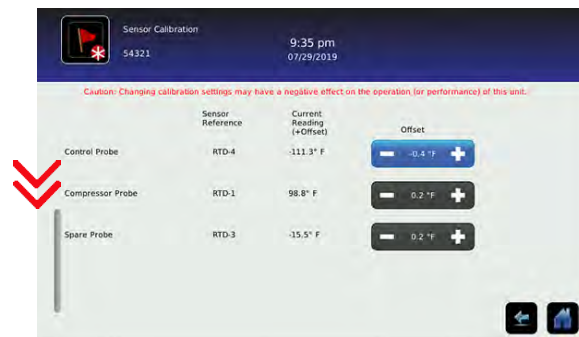 Sensor Calibration
9:35 pm
54321
07/29/2019
Caution: Changing calibration settings may have a negative effect on the operation (or performance) of this unit.
Sensor Reference
Current Reading (+Offset)
Offset
Control Probe RTD-4 -111.3° F -0.4 °F
Compressor Probe RTD-1 98.8° F 0.2 °F
Spare Probe RTD-3 -15.5° F 0.2 °F